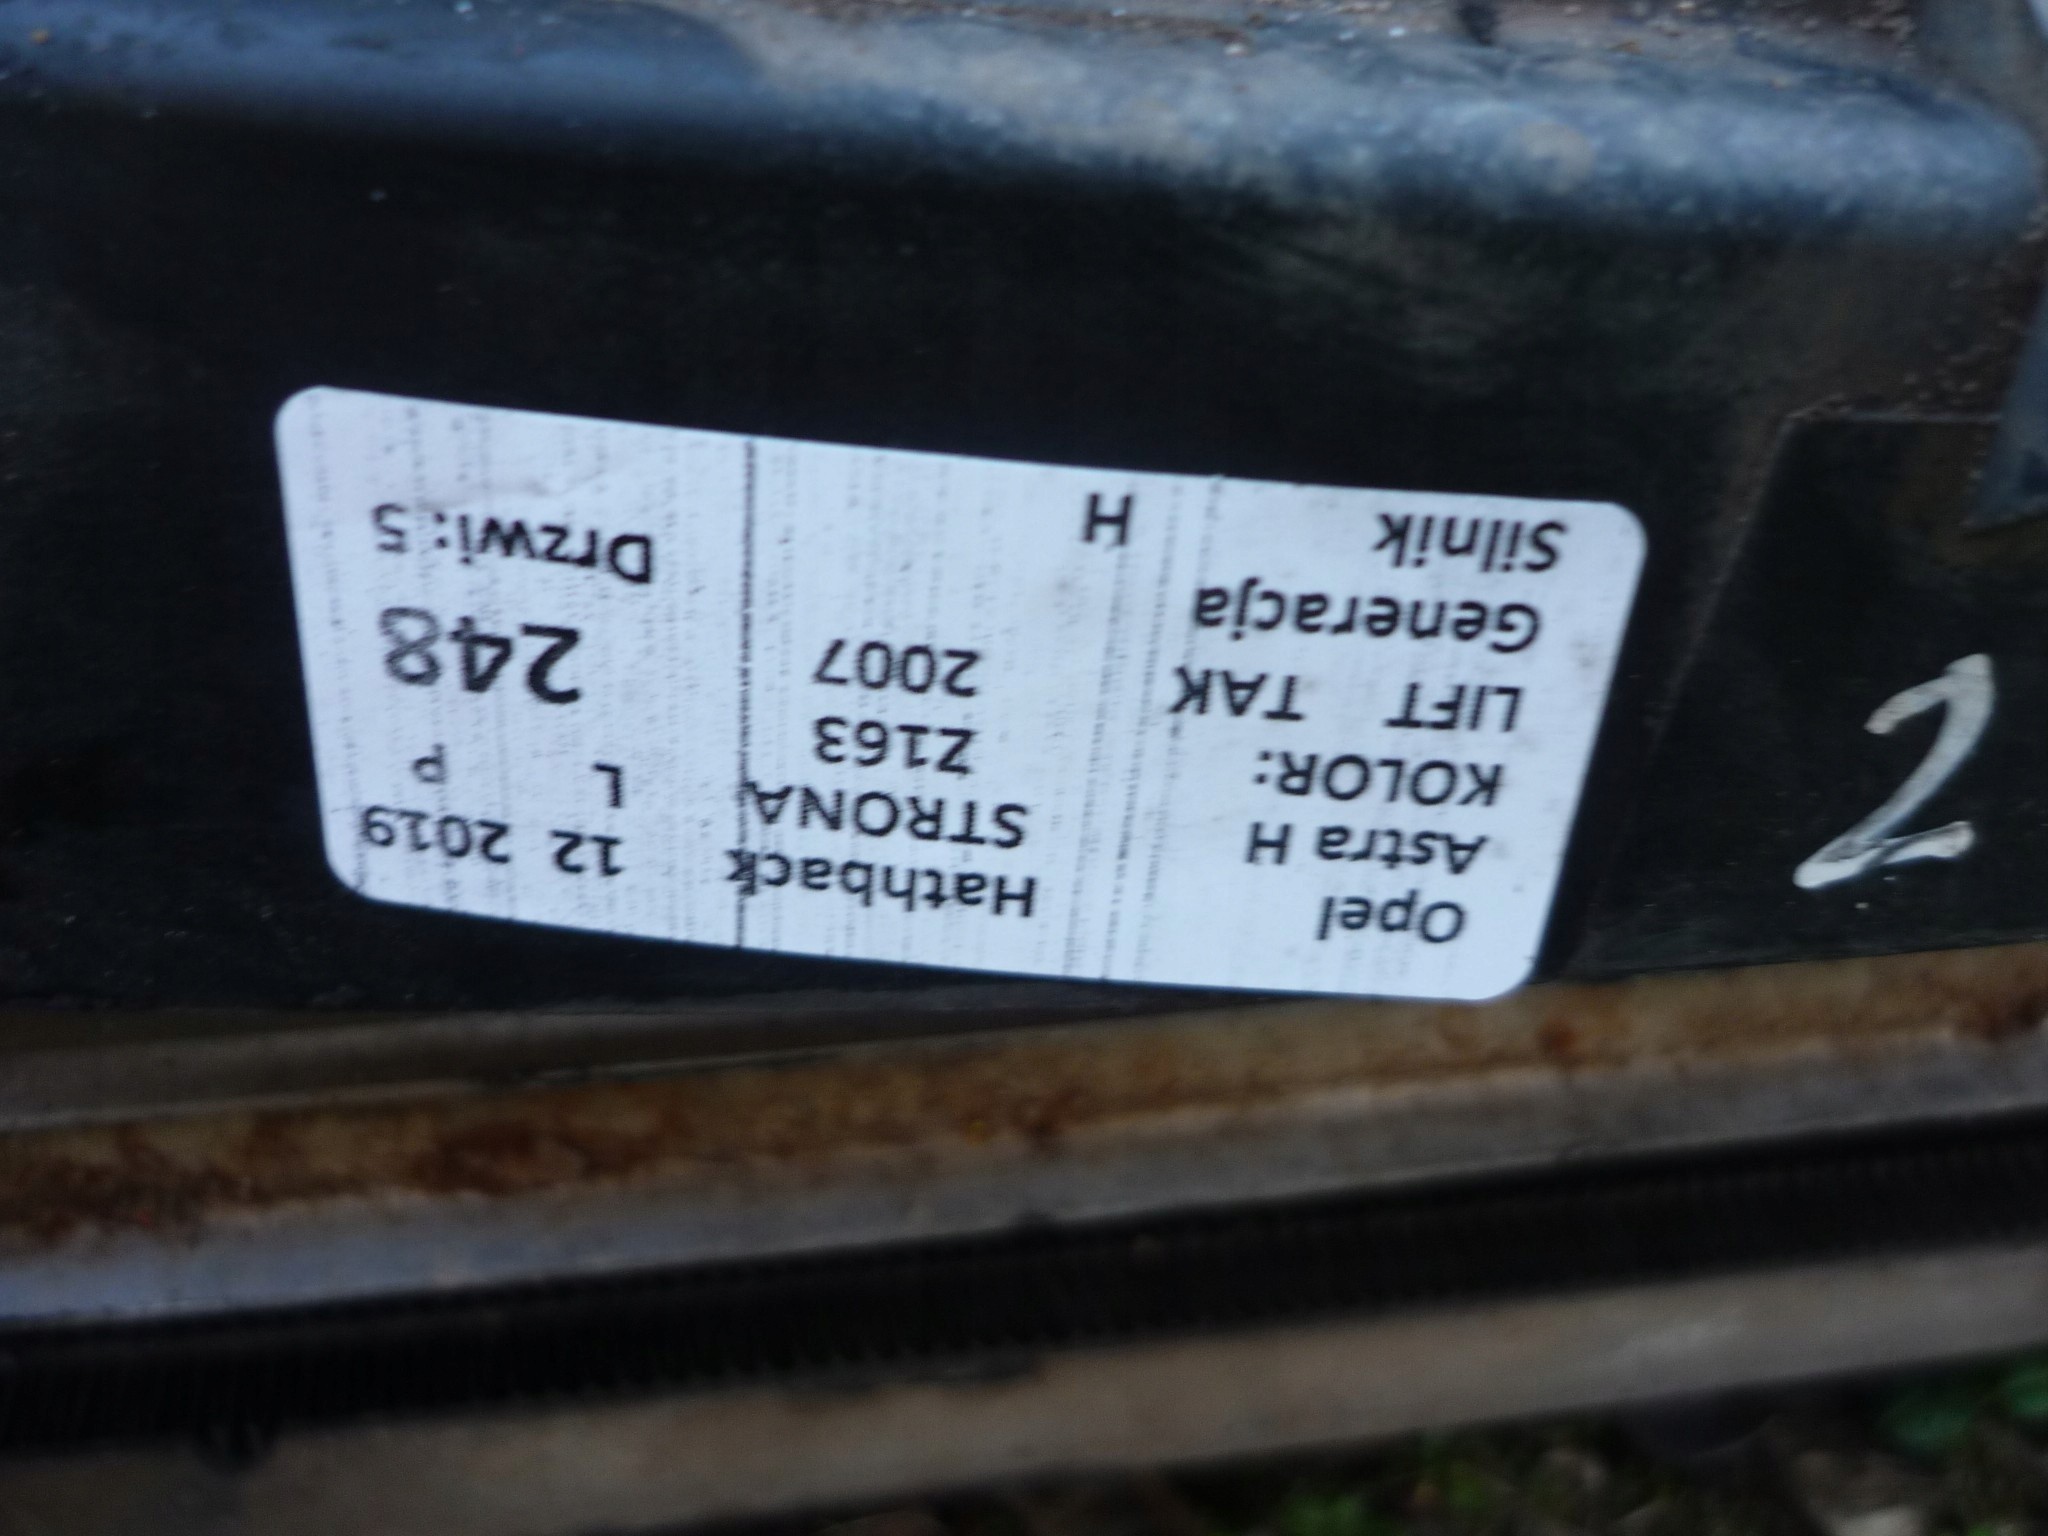 Opel Hathback 12 2019
Astra H STRONA L P
KOLOR: Z163
LIFT TAK 2007 248
Generacja
Silnik H Drzwi:5
2